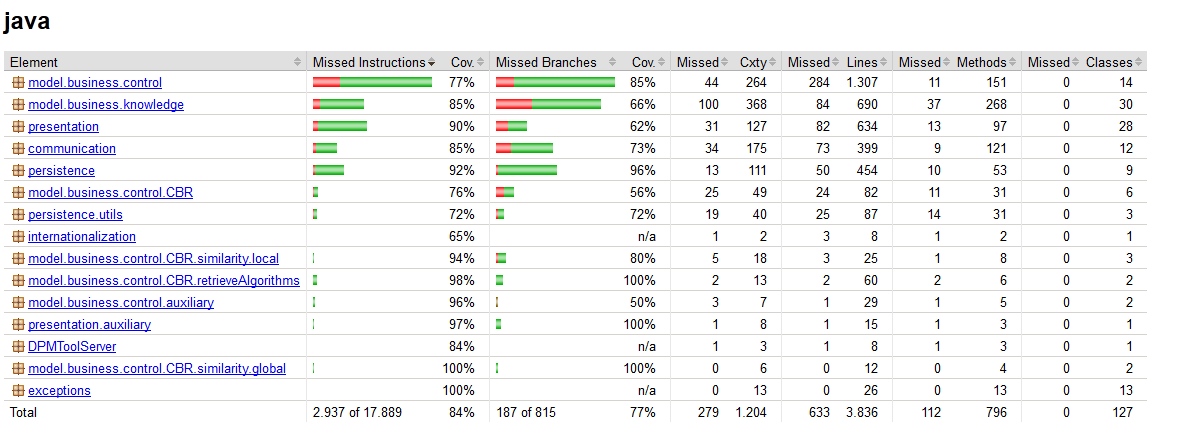 java
Element Missed Instructions Cov. Missed Branches Cov. Missed Cxty Missed Lines Missed Methods Missed Classes
model.business.control 77% 85% 44 264 284 1.307 11 151 0 14
model.business.knowledge 85% 66% 100 368 84 690 37 268 0 30
presentation 90% 62% 31 127 82 634 13 97 0 28
communication 85% 73% 34 175 73 399 9 121 0 12
persistence 92% 96% 13 111 50 454 10 53 0 9
model.business.control.CBR 76% 56% 25 49 24 82 11 31 0 6
persistence.utils 72% 72% 19 40 25 87 14 31 0 3
internationalization 65% n/a 1 2 3 8 1 2 0 1
model.business.control.CBR.similarity.local 94% 80% 5 18 3 25 1 8 0 3
model.business.control.CBR.retrieveAlgorithms 98% 100% 2 13 2 60 2 6 0 2
model.business.control.auxiliary 96% 50% 3 7 1 29 1 5 0 2
presentation.auxiliary 97% 100% 1 8 1 15 1 3 0 1
DPMToolServer 84% n/a 1 3 1 8 1 3 0 1
model.business.control.CBR.similarity.global 100% 100% 0 6 0 12 0 4 0 2
exceptions 100% n/a 0 13 0 26 0 13 0 13
Total 2.937 of 17.889 84% 187 of 815 77% 279 1.204 633 3.836 112 796 0 127